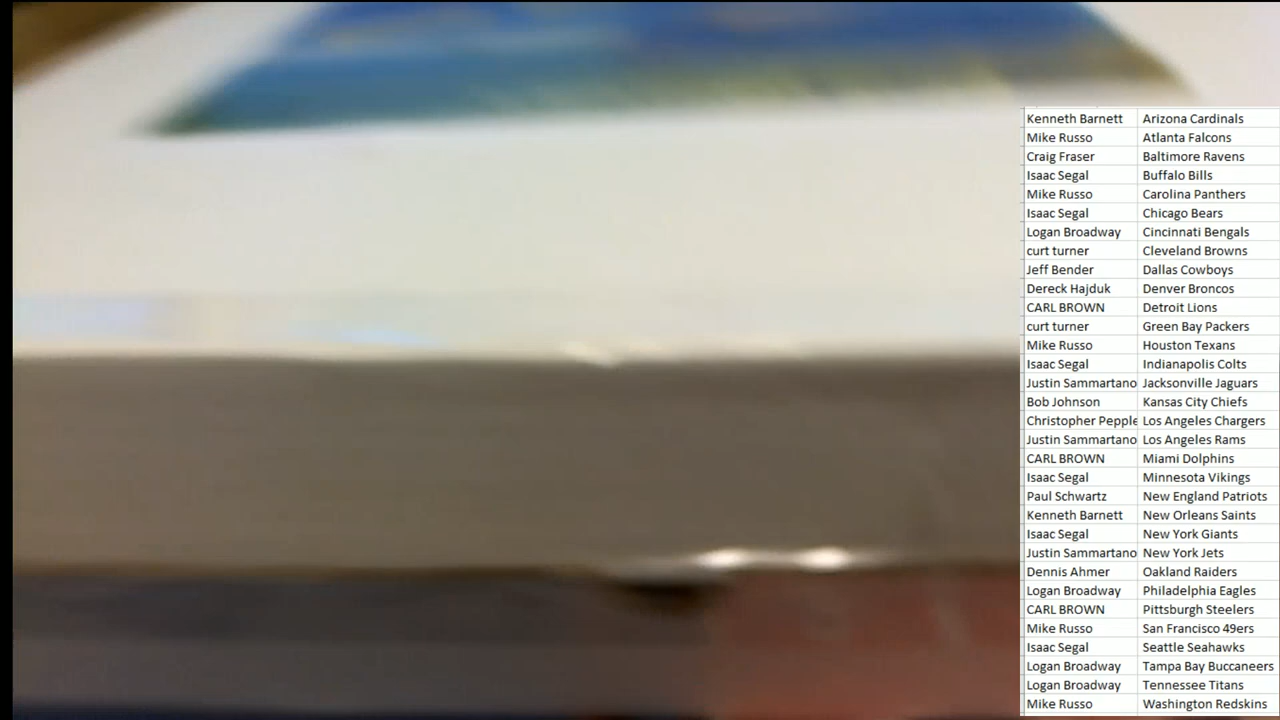 Kenneth Barnett Arizona Cardinals
Mike Russo Atlanta Falcons
Craig Fraser Baltimore Ravens
Isaac Segal Buffalo Bills
Mike Russo Carolina Panthers
Isaac Segal Chicago Bears
Logan Broadway Cincinnati Bengals
curt turner Cleveland Browns
Jeff Bender Dallas Cowboys
Dereck Hajduk Denver Broncos
CARL BROWN Detroit Lions
curt turner Green Bay Packers
Mike Russo Houston Texans
Isaac Segal Indianapolis Colts
Justin Sammartano Jacksonville Jaguars
Bob Johnson Kansas City Chiefs
Christopher Pepple Los Angeles Chargers
Justin Sammartano Los Angeles Rams
CARL BROWN Miami Dolphins
Isaac Segal Minnesota Vikings
Paul Schwartz New England Patriots
Kenneth Barnett New Orleans Saints
Isaac Segal New York Giants
Justin Sammartano New York Jets
Dennis Ahmer Oakland Raiders
Logan Broadway Philadelphia Eagles
CARL BROWN Pittsburgh Steelers
Mike Russo San Francisco 49ers
Isaac Segal Seattle Seahawks
Logan Broadway Tampa Bay Buccaneers
Logan Broadway Tennessee Titans
Mike Russo Washington Redskins